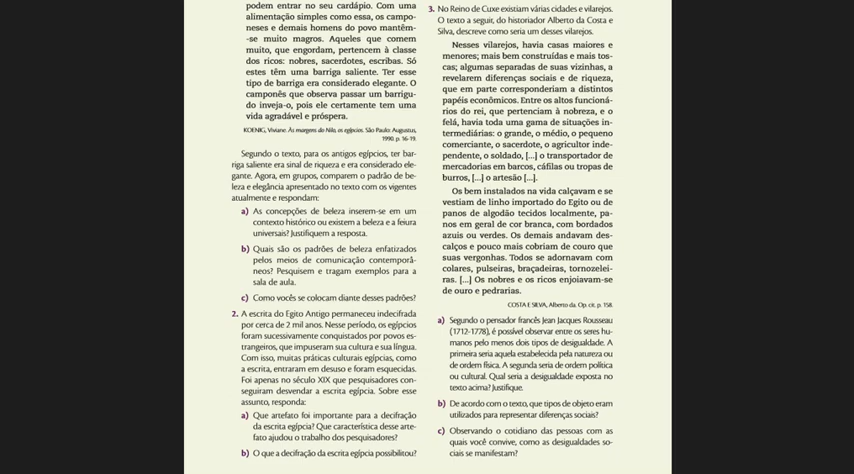 podem entrar no seu cardápio. Com uma
alimentação simples como essa, os campo-
neses e demais homens do povo mantêm-
-se muito magros. Aqueles que comem
muito, que engordam, pertencem à classe
dos ricos: nobres, sacerdotes, escribas. Só
estes têm uma barriga saliente. Ter esse
tipo de barriga era considerado elegante. O
camponês que observa passar um barrigu-
do inveja-o, pois ele certamente tem uma
vida agradável e próspera.
KOENIG, Viviane. Às margens do Nilo, os egípcios. São Paulo: Augustus,
1990. p. 16-19.
Segundo o texto, para os antigos egípcios, ter bar-
riga saliente era sinal de riqueza e era considerado ele-
gante. Agora, em grupos, comparem o padrão de be-
leza e elegância apresentado no texto com os vigentes
atualmente e respondam:
a) As concepções de beleza inserem-se em um
contexto histórico ou existem a beleza e a feiura
universais? Justifiquem a resposta.
b) Quais são os padrões de beleza enfatizados
pelos meios de comunicação contemporâ-
neos? Pesquisem e tragam exemplos para a
sala de aula.
c) Como vocês se colocam diante desses padrões?
2. A escrita do Egito Antigo permaneceu indecifrada
por cerca de 2 mil anos. Nesse período, os egípcios
foram sucessivamente conquistados por povos es-
trangeiros, que impuseram sua cultura e sua língua.
Com isso, muitas práticas culturais egípcias, como
a escrita, entraram em desuso e foram esquecidas.
Foi apenas no século XIX que pesquisadores con-
seguiram desvendar a escrita egípcia. Sobre esse
assunto, responda:
a) Que artefato foi importante para a decifração
da escrita egípcia? Que característica desse arte-
fato ajudou o trabalho dos pesquisadores?
b) O que a decifração da escrita egípcia possibilitou?
3. No Reino de Cuxe existiam várias cidades e vilarejos.
O texto a seguir, do historiador Alberto da Costa e
Silva, descreve como seria um desses vilarejos.
Nesses vilarejos, havia casas maiores e
menores; mais bem construídas e mais tos-
cas; algumas separadas de suas vizinhas, a
revelarem diferenças sociais e de riqueza,
que em parte corresponderiam a distintos
papéis econômicos. Entre os altos funcioná-
rios do rei, que pertenciam à nobreza, e o
felá, havia toda uma gama de situações in-
termediárias: o grande, o médio, o pequeno
comerciante, o sacerdote, o agricultor inde-
pendente, o soldado, [...] o transportador de
mercadorias em barcos, cáfilas ou tropas de
burros, [...] o artesão [...].
Os bem instalados na vida calçavam e se
vestiam de linho importado do Egito ou de
panos de algodão tecidos localmente, pa-
nos em geral de cor branca, com bordados
azuis ou verdes. Os demais andavam des-
calços e pouco mais cobriam de couro que
suas vergonhas. Todos se adornavam com
colares, pulseiras, braçadeiras, tornozelei-
ras. [...] Os nobres e os ricos enjoiavam-se
de ouro e pedrarias.
COSTA E SILVA, Alberto da. Op. cit. p. 158.
a) Segundo o pensador francês Jean Jacques Rousseau
(1712-1778), é possível observar entre os seres hu-
manos pelo menos dois tipos de desigualdade. A
primeira seria aquela estabelecida pela natureza ou
de ordem física. A segunda seria de ordem política
ou cultural. Qual seria a desigualdade exposta no
texto acima? Justifique.
b) De acordo com o texto, que tipos de objeto eram
utilizados para representar diferenças sociais?
c) Observando o cotidiano das pessoas com as
quais você convive, como as desigualdades so-
ciais se manifestam?